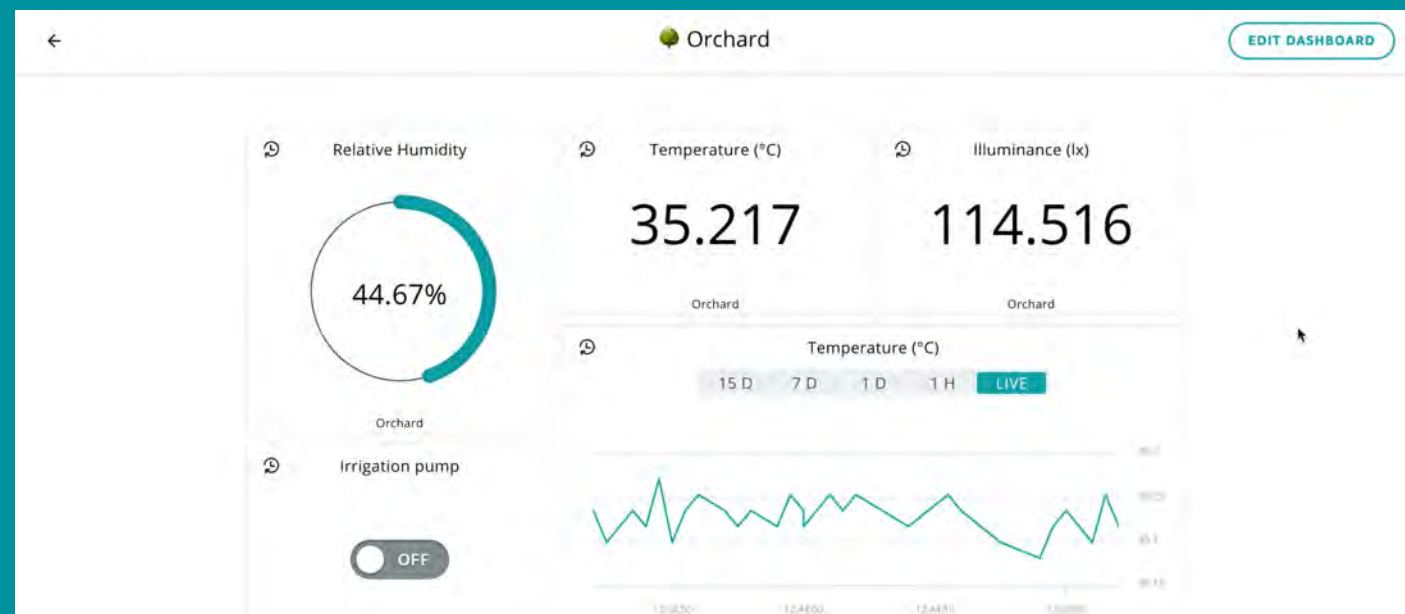 Orchard
EDIT DASHBOARD
Relative Humidity
44.67%
Orchard
Temperature (°C)
35.217
Orchard
Illuminance (lx)
114.516
Orchard
Irrigation pump
OFF
Temperature (°C)
15 D 7 D 1 D 1 H LIVE